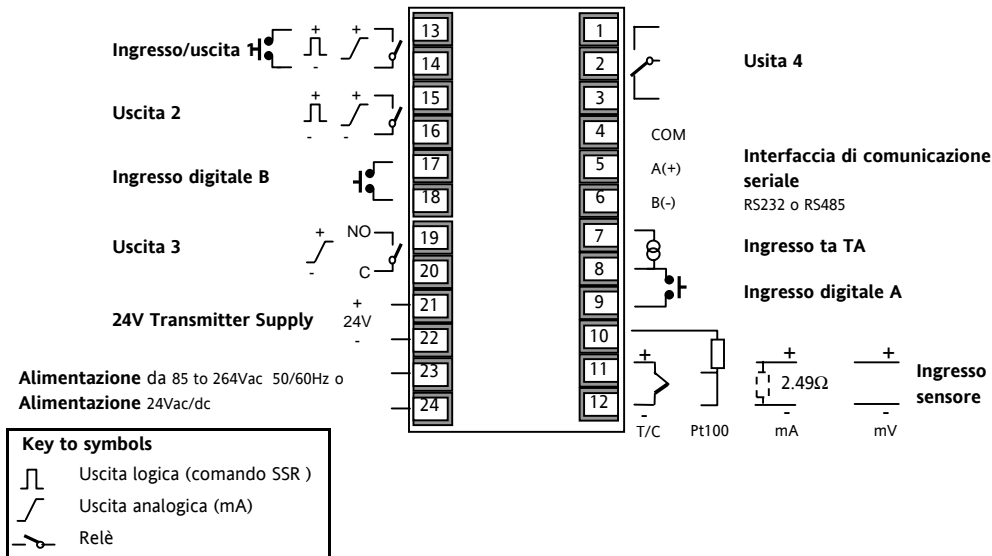 Ingresso/uscita 1
+
-
+
-
13
14
Uscita 2
+
-
+
-
15
16
Ingresso digitale B
17
18
Uscita 3
+
-
NO
C
19
20
24V Transmitter Supply
+
24V
-
21
22
Alimentazione da 85 to 264Vac 50/60Hz o
Alimentazione 24Vac/dc
23
24
1
2
3
Usita 4
4
5
6
COM
A(+)
B(-)
Interfaccia di comunicazione
seriale
RS232 o RS485
7
8
9
Ingresso ta TA
Ingresso digitale A
10
11
12
+
-
T/C
Pt100
+
2.49Ω
-
mA
+
-
mV
Ingresso
sensore
Key to symbols
Uscita logica (comando SSR )
Uscita analogica (mA)
Relè